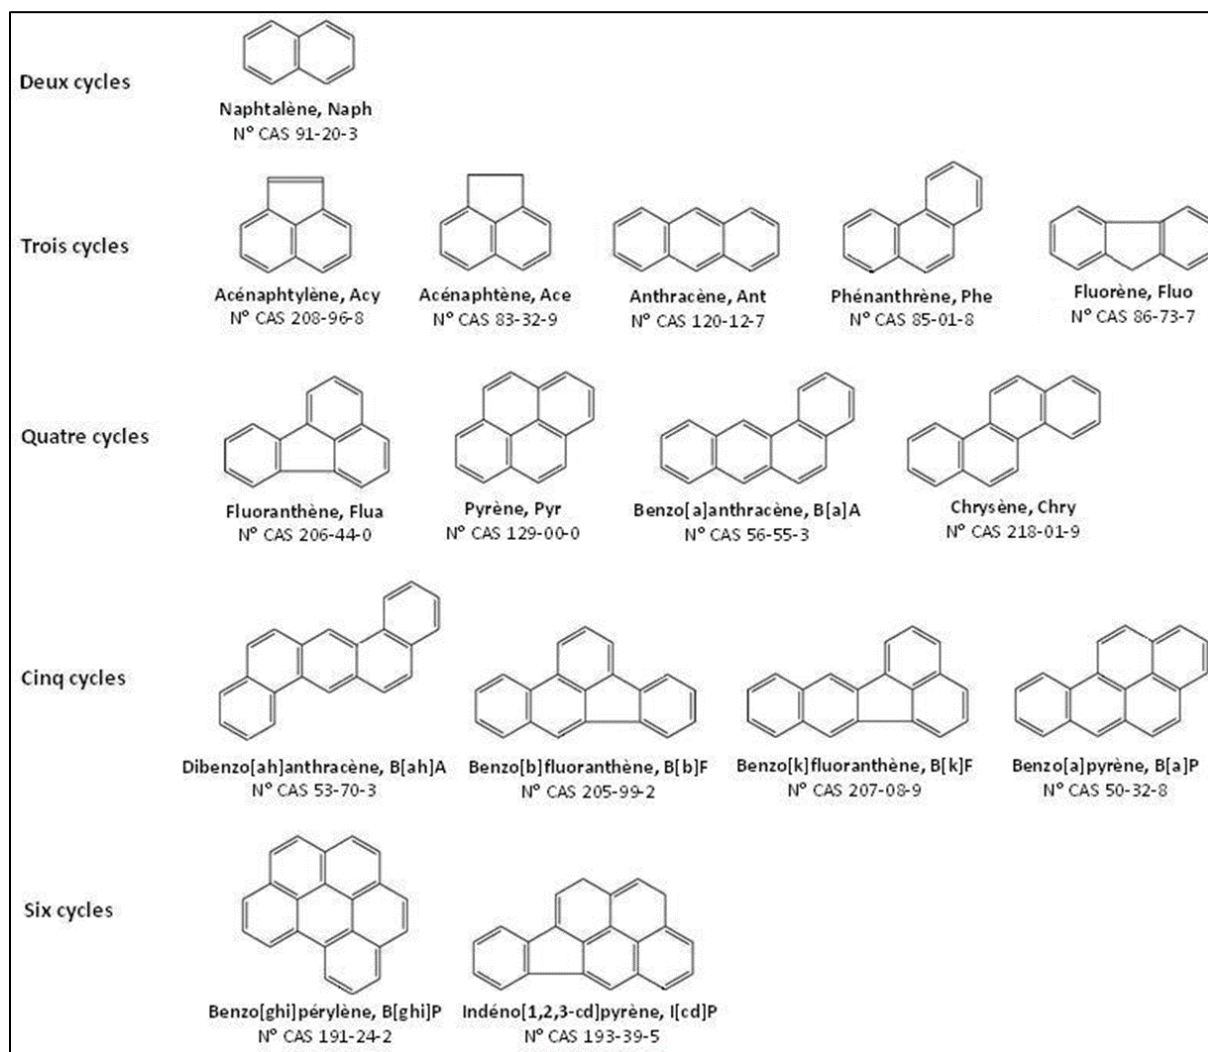 Deux cycles
Naphtalène, Naph
N° CAS 91-20-3
Trois cycles
Acénaphtylène, Acy
N° CAS 208-96-8
Acénaphtène, Ace
N° CAS 83-32-9
Anthracène, Ant
N° CAS 120-12-7
Phénanthrène, Phe
N° CAS 85-01-8
Fluorène, Fluo
N° CAS 86-73-7
Quatre cycles
Fluoranthène, Flua
N° CAS 206-44-0
Pyrène, Pyr
N° CAS 129-00-0
Benzo[a]anthracène, B[a]A
N° CAS 56-55-3
Chrysène, Chry
N° CAS 218-01-9
Cinq cycles
Dibenzo[ah]anthracène, B[ah]A
N° CAS 53-70-3
Benzo[b]fluoranthène, B[b]F
N° CAS 205-99-2
Benzo[k]fluoranthène, B[k]F
N° CAS 207-08-9
Benzo[a]pyrène, B[a]P
N° CAS 50-32-8
Six cycles
Benzo[ghi]pérylène, B[ghi]P
N° CAS 191-24-2
Indéno[1,2,3-cd]pyrène, I[cd]P
N° CAS 193-39-5